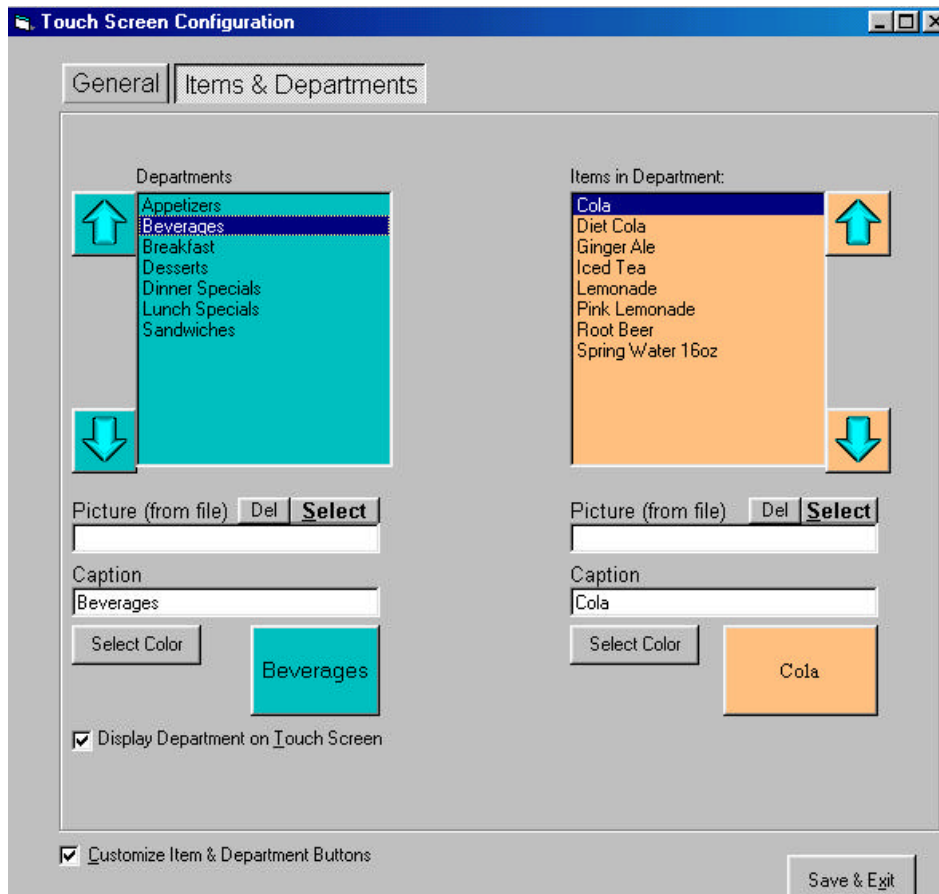 Touch Screen Configuration
General Items & Departments
Departments
Appetizers
Beverages
Breakfast
Desserts
Dinner Specials
Lunch Specials
Sandwiches
Items in Department:
Cola
Diet Cola
Ginger Ale
Iced Tea
Lemonade
Pink Lemonade
Root Beer
Spring Water 16oz
Picture (from file) Del Select
Caption
Beverages
Select Color
Beverages
Display Department on Touch Screen
Picture (from file) Del Select
Caption
Cola
Select Color
Cola
Customize Item & Department Buttons
Save & Exit